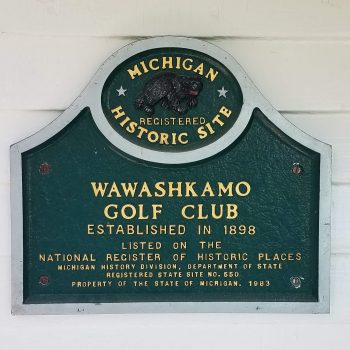 MICHIGAN
REGISTERED
HISTORIC SITE
WAWASHKAMO
GOLF CLUB
ESTABLISHED IN 1898
LISTED ON THE
NATIONAL REGISTER OF HISTORIC PLACES
MICHIGAN HISTORY DIVISION, DEPARTMENT OF STATE
REGISTERED STATE SITE NO. 550
PROPERTY OF THE STATE OF MICHIGAN, 1983